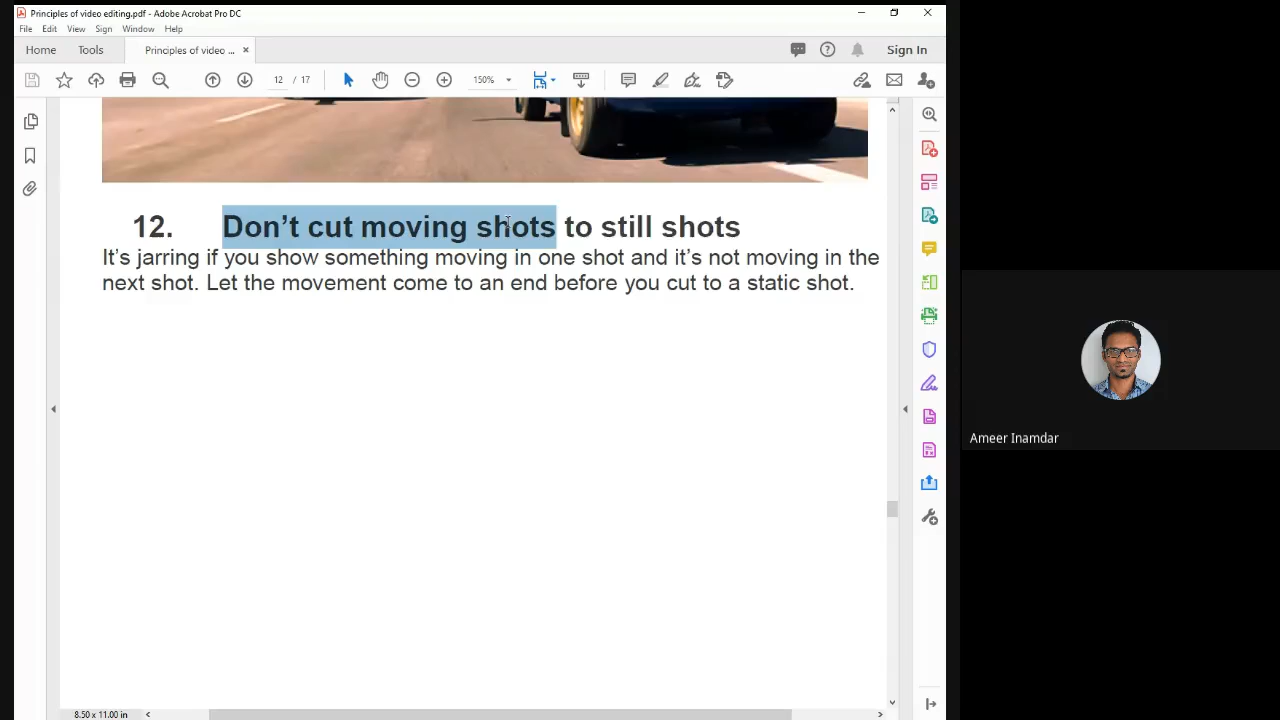 Principles of video editing.pdf - Adobe Acrobat Pro DC
File Edit View Sign Window Help
Home Tools Principles of video ... × Sign In
12 / 17 150%
12. Don’t cut moving shots to still shots
It’s jarring if you show something moving in one shot and it’s not moving in the
next shot. Let the movement come to an end before you cut to a static shot.
Ameer Inamdar
8.50 x 11.00 in